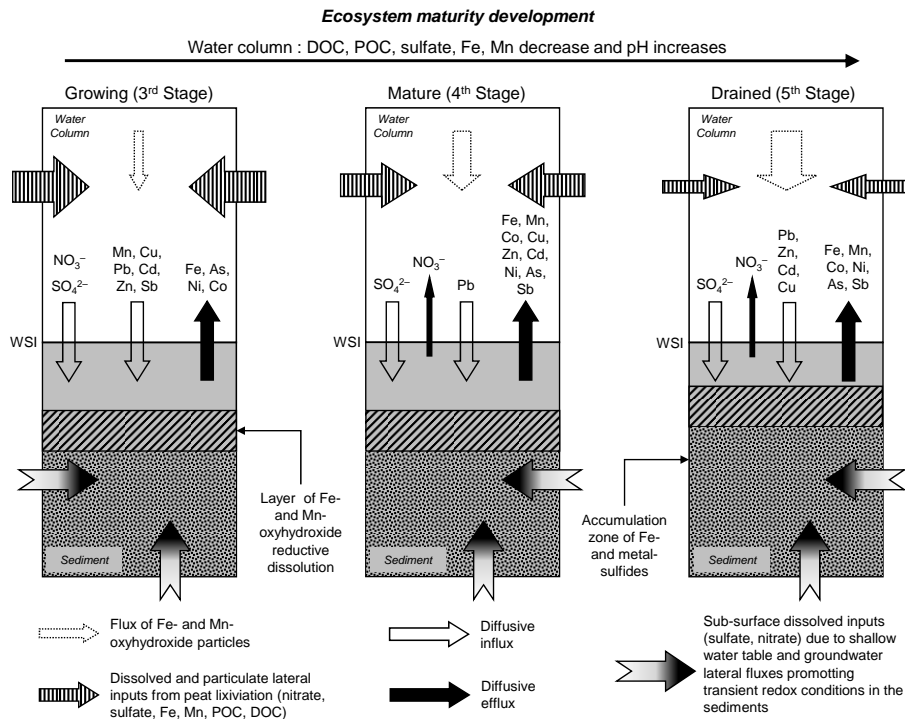 Ecosystem maturity development
Water column : DOC, POC, sulfate, Fe, Mn decrease and pH increases
Growing (3rd Stage)
Mature (4th Stage)
Drained (5th Stage)
Water
Column
Water
Column
Water
Column
NO3−
SO42−
Mn, Cu,
Pb, Cd,
Zn, Sb
Fe, As,
Ni, Co
SO42−
NO3−
Pb
Fe, Mn,
Co, Cu,
Zn, Cd,
Ni, As,
Sb
SO42−
NO3−
Pb,
Zn,
Cd,
Cu
Fe, Mn,
Co, Ni,
As, Sb
WSI
WSI
WSI
Layer of Fe-
and Mn-
oxyhydroxide
reductive
dissolution
Accumulation
zone of Fe-
and metal-
sulfides
Sediment
Sediment
Sediment
Flux of Fe- and Mn-
oxyhydroxide particles
Dissolved and particulate lateral
inputs from peat lixiviation (nitrate,
sulfate, Fe, Mn, POC, DOC)
Diffusive
influx
Diffusive
efflux
Sub-surface dissolved inputs
(sulfate, nitrate) due to shallow
water table and groundwater
lateral fluxes promotting
transient redox conditions in the
sediments